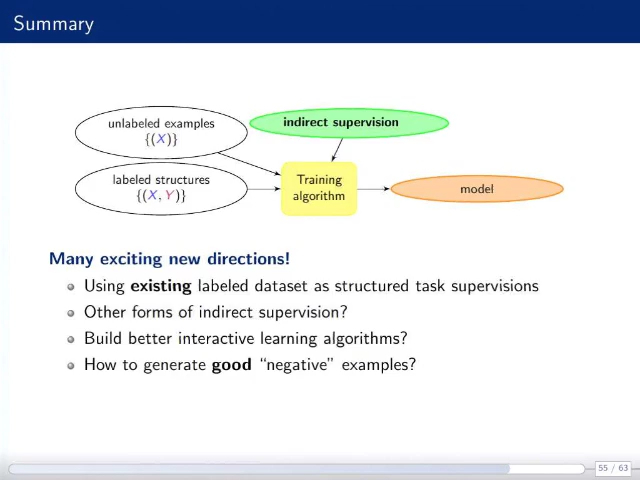 Summary
unlabeled examples
{(X)}
indirect supervision
labeled structures
{(X, Y)}
Training
algorithm
model
Many exciting new directions!
Using existing labeled dataset as structured task supervisions
Other forms of indirect supervision?
Build better interactive learning algorithms?
How to generate good “negative” examples?
55 / 63